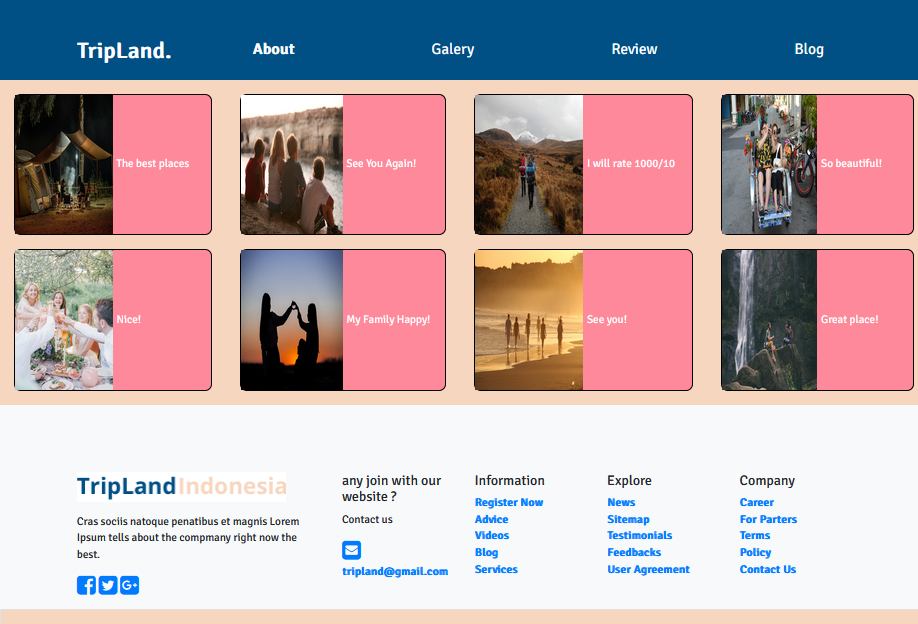 TripLand.
About
Galery
Review
Blog
The best places
See You Again!
I will rate 1000/10
So beautiful!
Nice!
My Family Happy!
See you!
Great place!
TripLandIndonesia
Cras sociis natoque penatibus et magnis Lorem
Ipsum tells about the compmany right now the
best.
any join with our
website ?
Contact us
tripland@gmail.com
Information
Register Now
Advice
Videos
Blog
Services
Explore
News
Sitemap
Testimonials
Feedbacks
User Agreement
Company
Career
For Parters
Terms
Policy
Contact Us